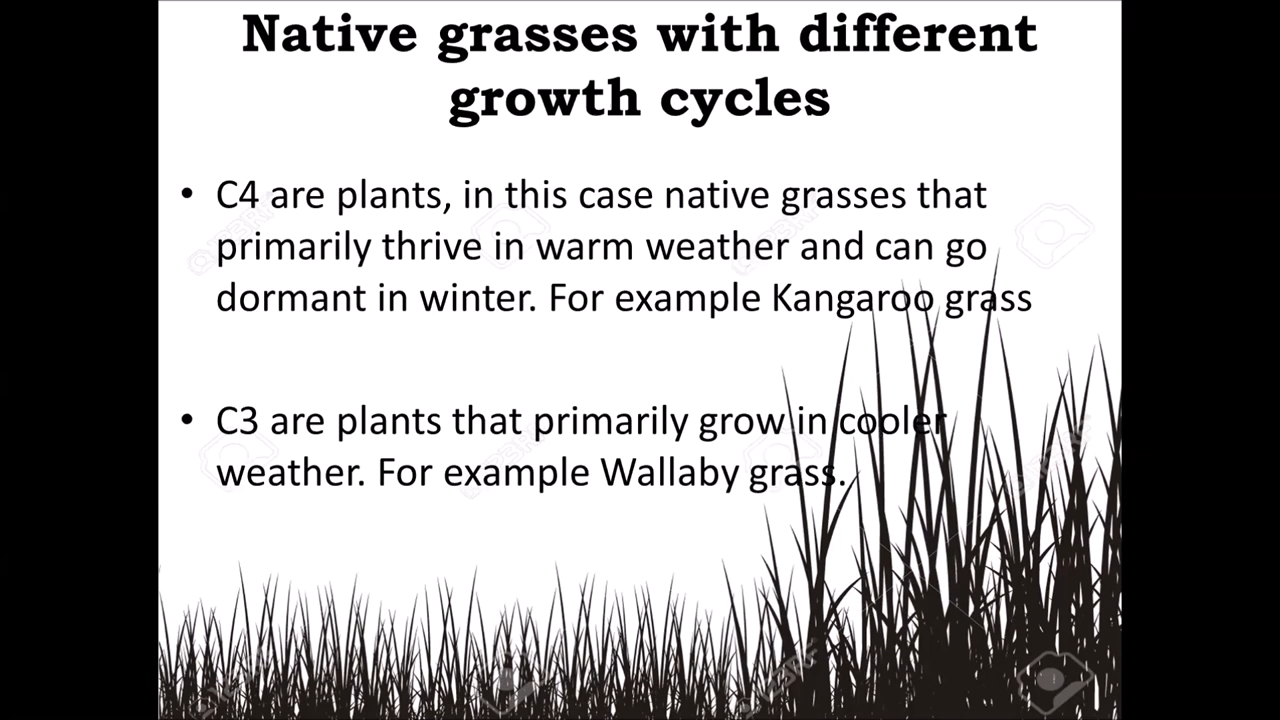 Native grasses with different
growth cycles
• C4 are plants, in this case native grasses that
primarily thrive in warm weather and can go
dormant in winter. For example Kangaroo grass
• C3 are plants that primarily grow in cooler
weather. For example Wallaby grass.